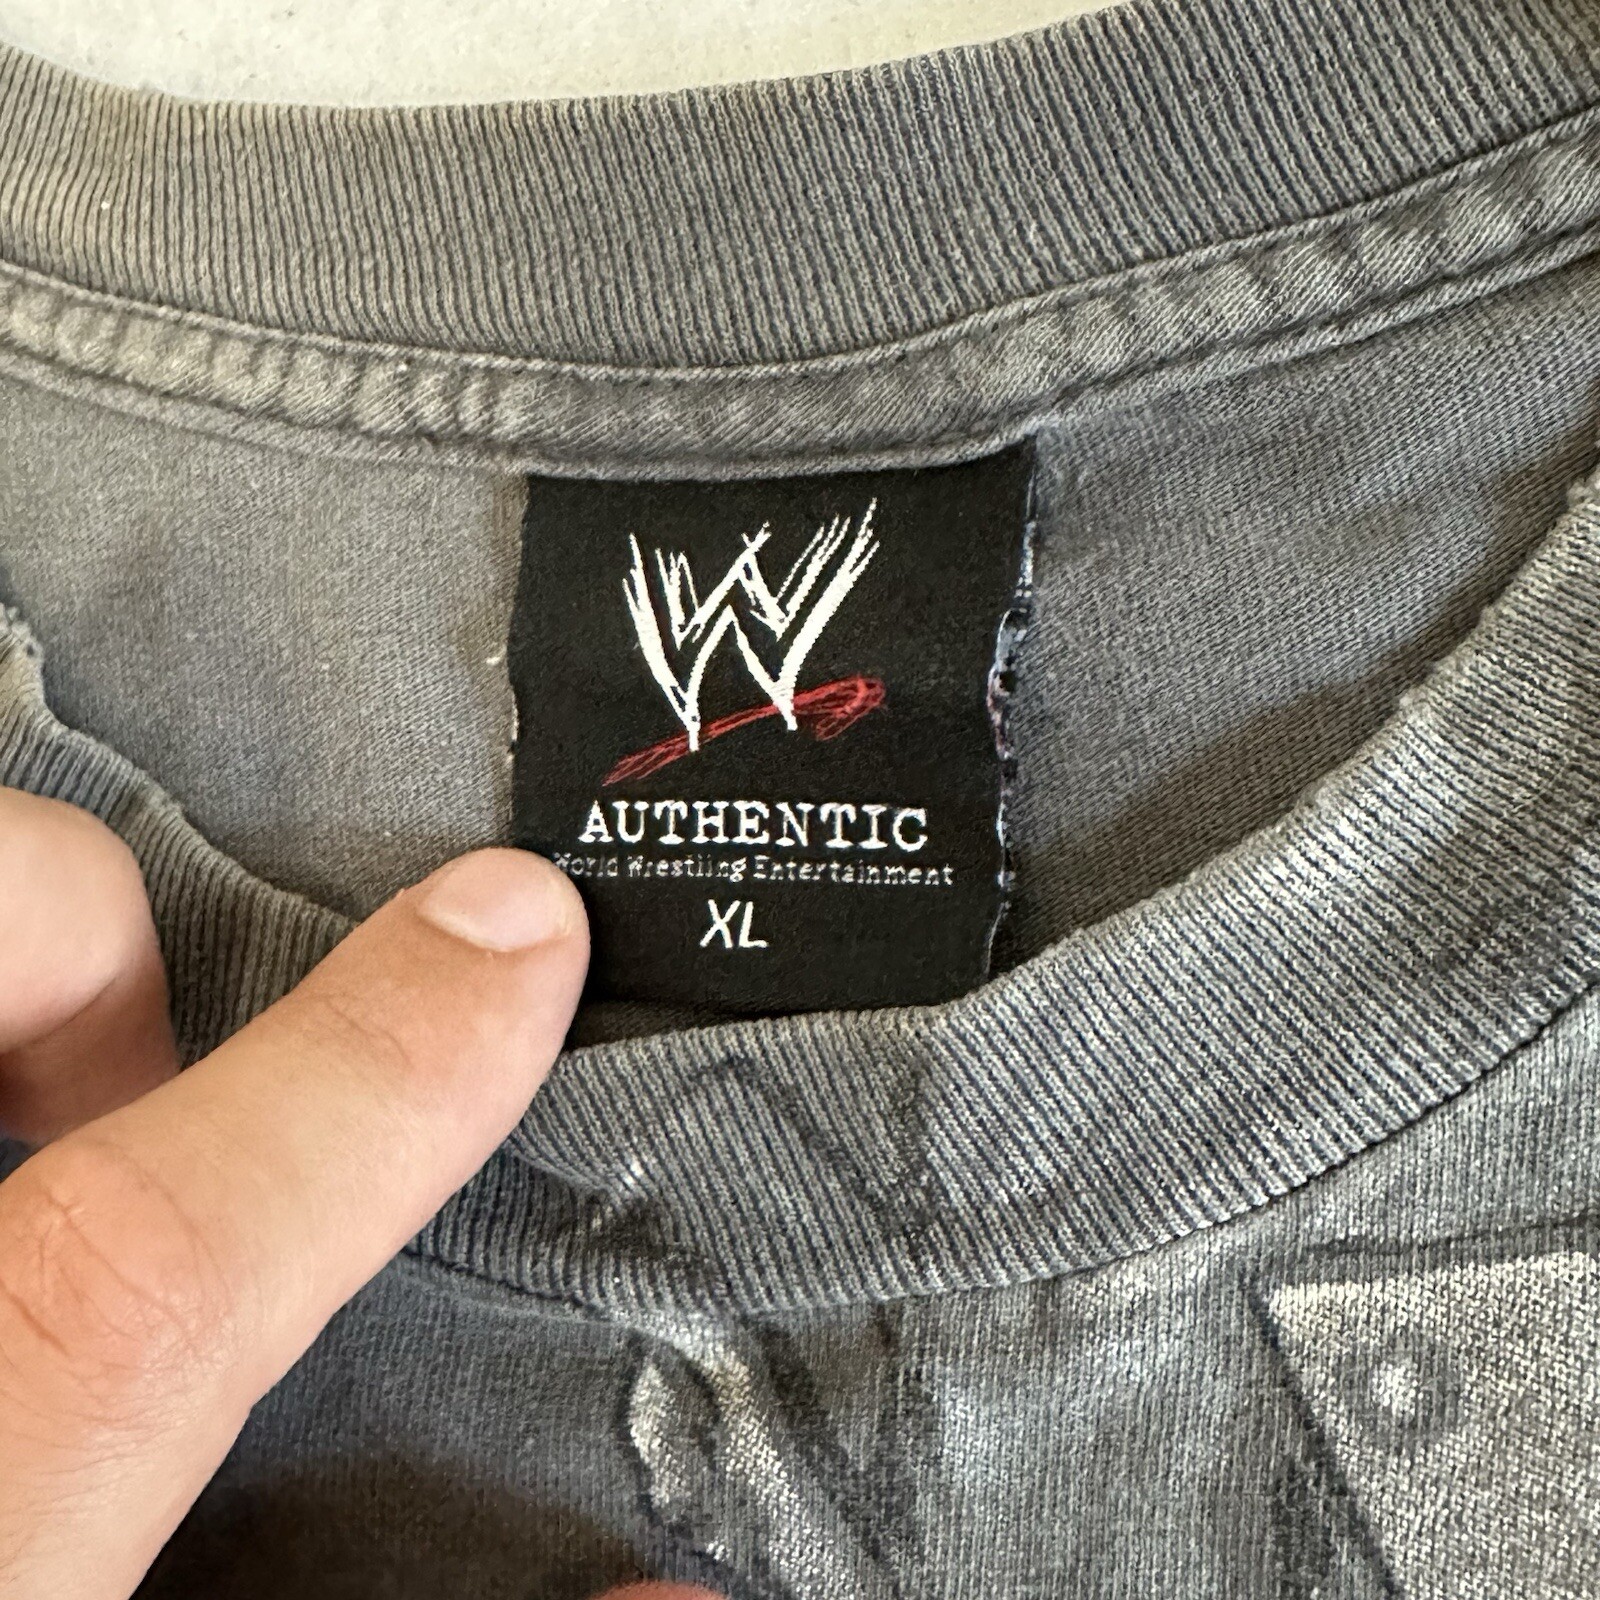 W
AUTHENTIC
World Wrestling Entertainment
XL